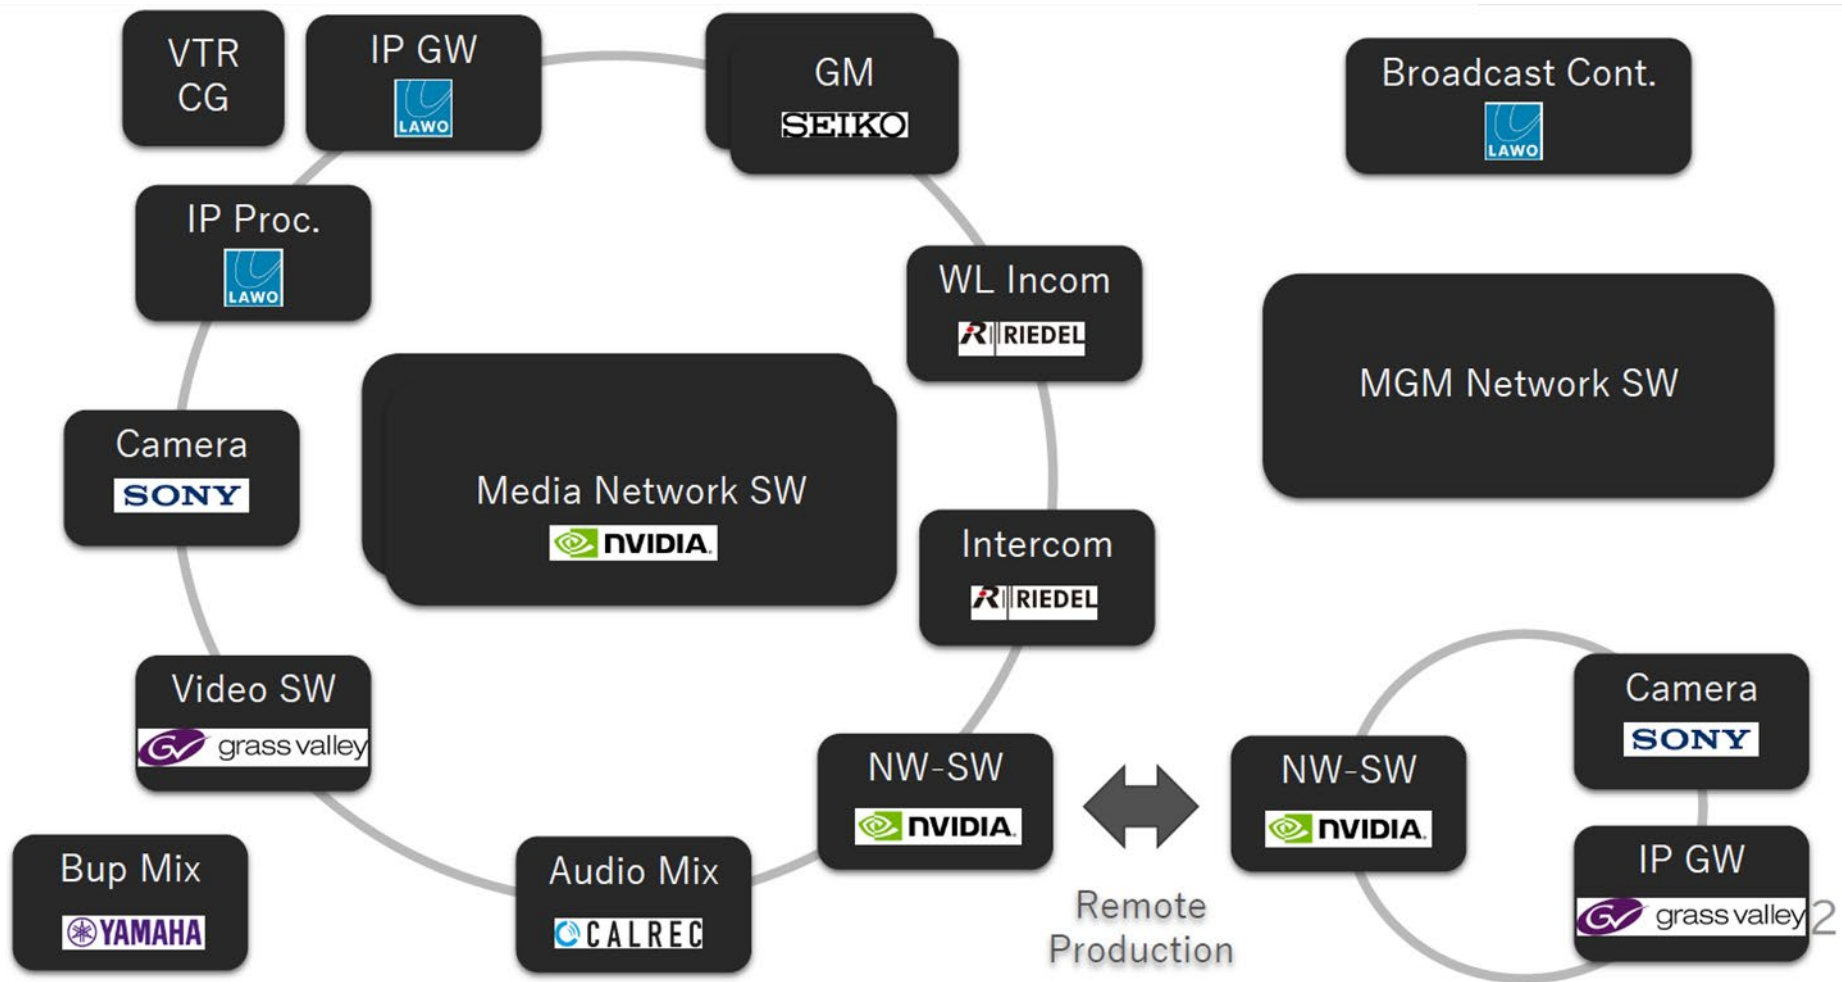 VTR
CG
IP GW
LAWO
GM
SEIKO
Broadcast Cont.
LAWO
IP Proc.
LAWO
WL Incom
RIEDEL
MGM Network SW
Media Network SW
NVIDIA.
Camera
SONY
Intercom
RIEDEL
Video SW
GV grass valley
NW-SW
NVIDIA.
NW-SW
NVIDIA.
Camera
SONY
Bup Mix
YAMAHA
Audio Mix
CALREC
Remote
Production
IP GW
GV grass valley
2